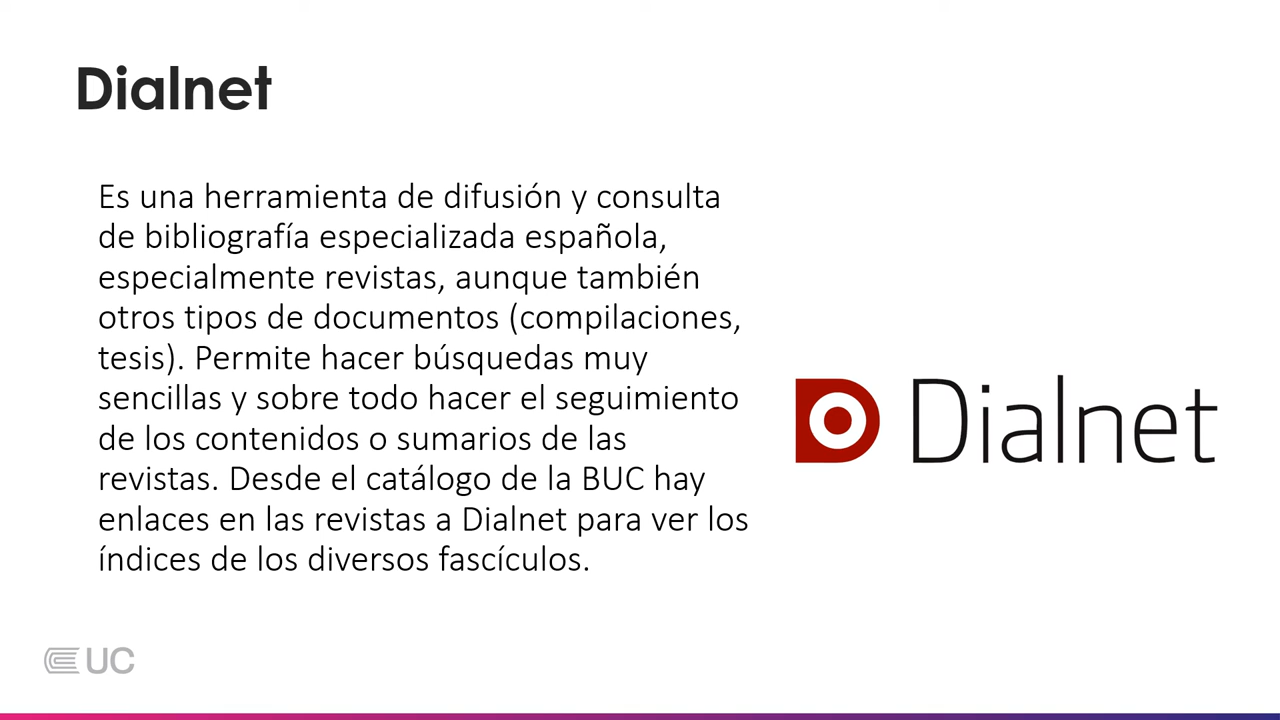 Dialnet
Es una herramienta de difusión y consulta
de bibliografía especializada española,
especialmente revistas, aunque también
otros tipos de documentos (compilaciones,
tesis). Permite hacer búsquedas muy
sencillas y sobre todo hacer el seguimiento
de los contenidos o sumarios de las
revistas. Desde el catálogo de la BUC hay
enlaces en las revistas a Dialnet para ver los
índices de los diversos fascículos.
Dialnet
UC